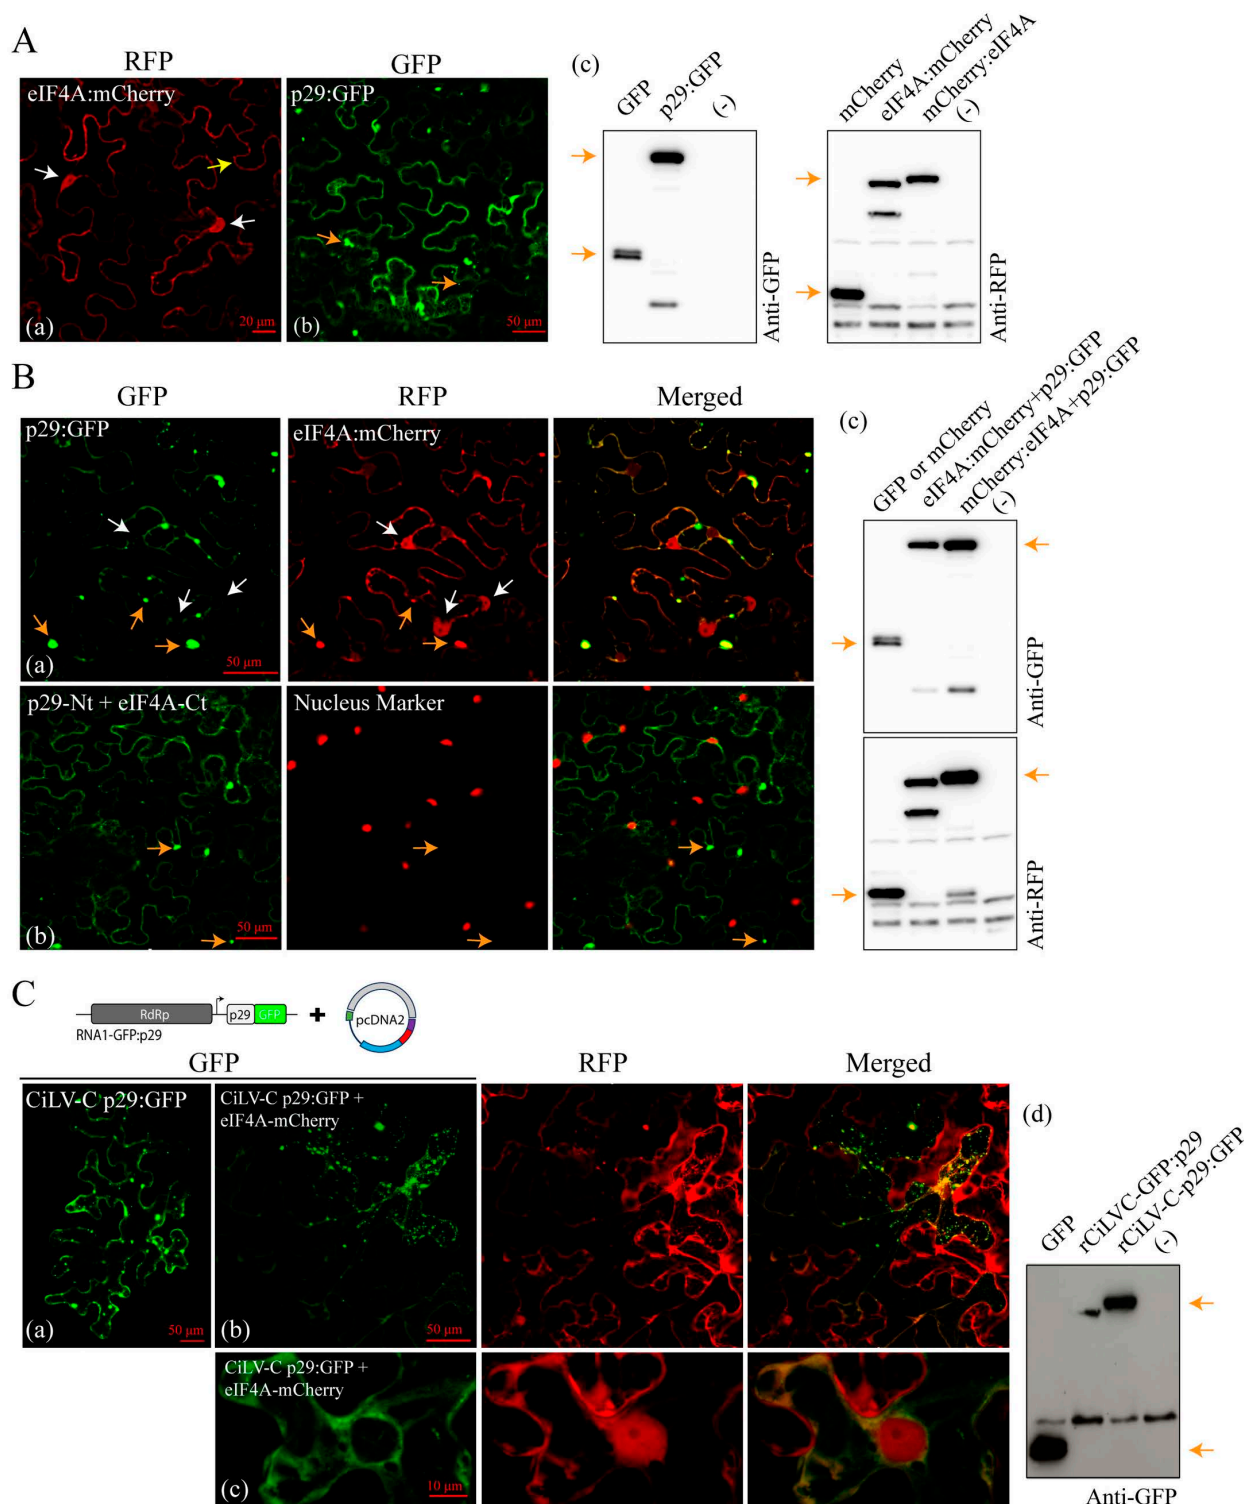 A
RFP
GFP
eIF4A:mCherry
(a)
20 µm
p29:GFP
(b)
50 µm
(c)
GFP
p29:GFP
(-)
Anti-GFP
mCherry
eIF4A:mCherry
mCherry:eIF4A
(-)
Anti-RFP
B
GFP
RFP
Merged
p29:GFP
(a)
50 µm
eIF4A:mCherry
p29-Nt + eIF4A-Ct
(b)
50 µm
Nucleus Marker
(c)
GFP or mCherry
eIF4A:mCherry+p29:GFP
mCherry:eIF4A+p29:GFP
(-)
Anti-GFP
Anti-RFP
C
RdRp
p29
GFP
RNA1-GFP:p29
+
pcDNA2
GFP
RFP
Merged
CiLV-C p29:GFP
(a)
50 µm
CiLV-C p29:GFP +
eIF4A-mCherry
(b)
50 µm
CiLV-C p29:GFP +
eIF4A-mCherry
(c)
10 µm
(d)
GFP
rCiLVC-GFP:p29
rCiLV-C-p29:GFP
(-)
Anti-GFP